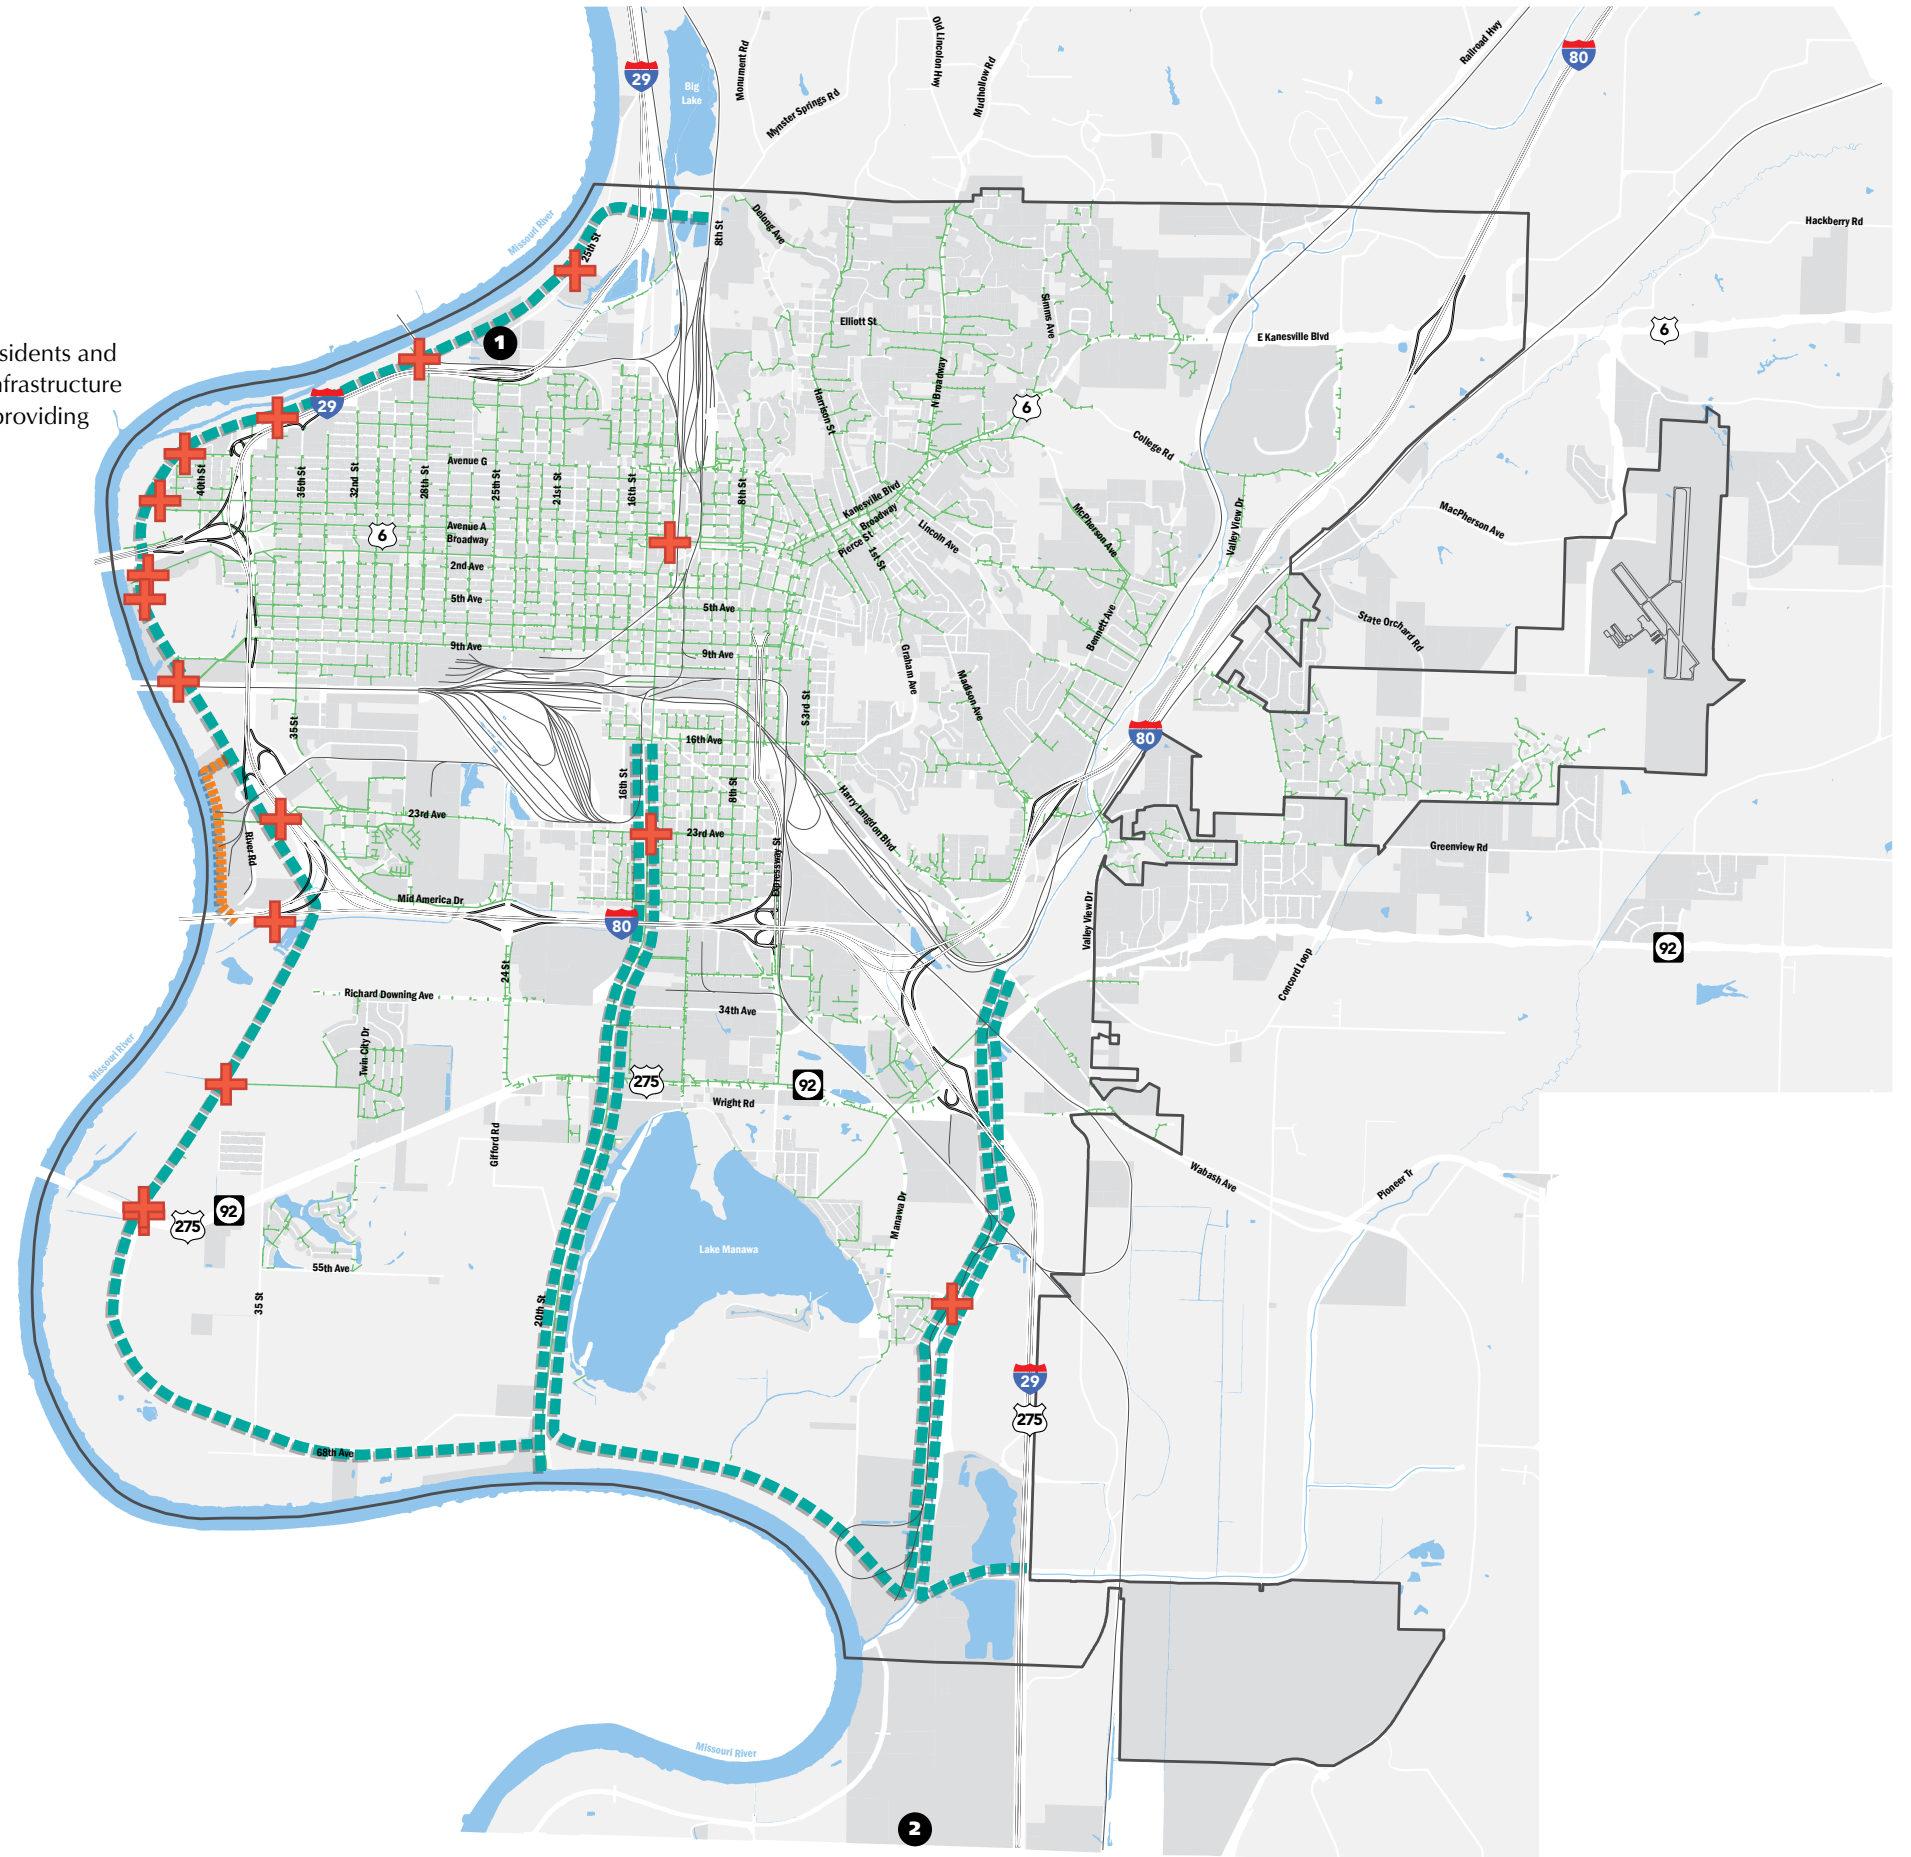 Monument Rd
Old Lincolon Hwy
Mudhollow Rd
Railroad Hwy
80
29
Big
Lake
Mynster Springs Rd
Missouri River
25th St
8th St
Delong Ave
Hackberry Rd
Simms Ave
Elliott St
E Kanesville Blvd
6
1
sidents and
frastructure
providing
29
N Broadway
Harrison St
6
College Rd
40th St
35th St
32nd St
28th St
Avenue G
25th St
21st St
16th St
8th St
Kanesville Blvd
Broadway
Pierce St
1st St
Lincoln Ave
McPherson Ave
Valley View Dr
MacPherson Ave
6
Avenue A
Broadway
2nd Ave
5th Ave
5th Ave
9th Ave
9th Ave
Bennett Ave
State Orchard Rd
Graham Ave
Madison Ave
S 3rd St
35 St
16th Ave
80
16th St
8th St
23rd Ave
23rd Ave
Harry Langdon Blvd
River Rd
Expressway St
Greenview Rd
Mid America Dr
80
Valley View Dr
92
24 St
Concord Loop
Richard Downing Ave
34th Ave
Twin City Dr
Missouri River
275
92
Wright Rd
Gifford Rd
Wabash Ave
Pioneer Tr
92
275
Manawa Dr
Lake Manawa
55th Ave
35 St
20th St
29
275
68th Ave
Missouri River
2